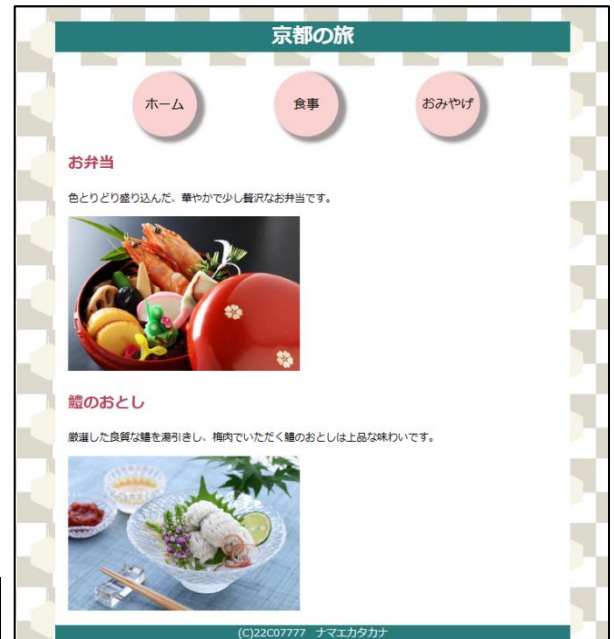 京都の旅
ホーム 食事 おみやげ
お弁当
色とりどり盛り込んだ、華やかで少し贅沢なお弁当です。
鱧のおとし
厳選した良質な鱧を湯引きし、梅肉でいただく鱧のおとしは上品な味わいです。
(C)22C07777 ナマエカタカナ